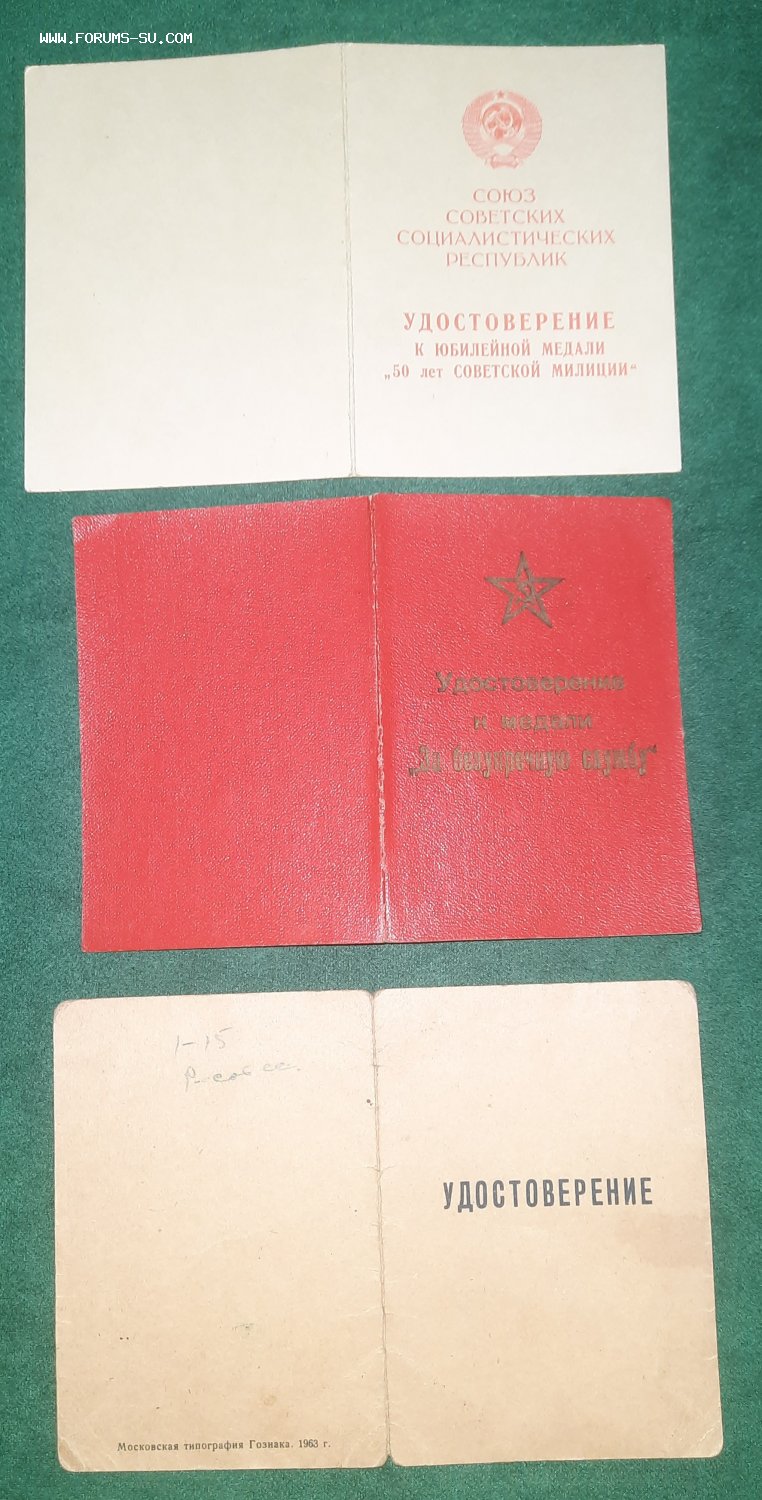 WWW.FORUMS-SU.COM
СОЮЗ
СОВЕТСКИХ
СОЦИАЛИСТИЧЕСКИХ
РЕСПУБЛИК
УДОСТОВЕРЕНИЕ
К ЮБИЛЕЙНОЙ МЕДАЛИ
„50 лет СОВЕТСКОЙ МИЛИЦИИ“
Удостоверение
к медали
„За безупречную службу“
1-15
УДОСТОВЕРЕНИЕ
Московская типография Гознака. 1963 г.